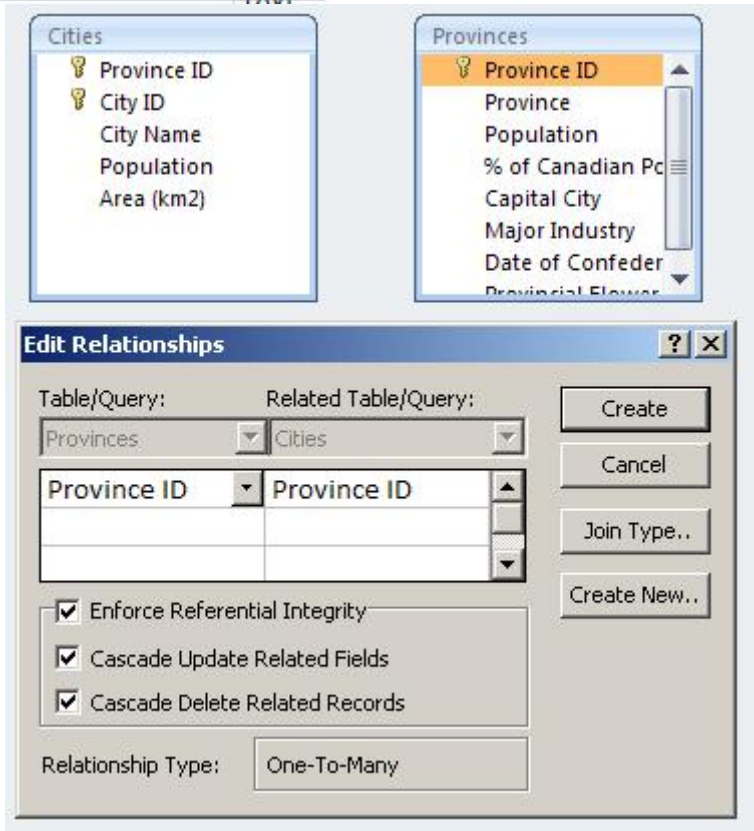 Cities
Province ID
City ID
City Name
Population
Area (km2)
Provinces
Province ID
Province
Population
% of Canadian Pc
Capital City
Major Industry
Date of Confeder
Provincial Flower
Edit Relationships
Table/Query: Related Table/Query:
Provinces Cities
Province ID Province ID
Enforce Referential Integrity
Cascade Update Related Fields
Cascade Delete Related Records
Relationship Type: One-To-Many
? X
Create
Cancel
Join Type..
Create New..